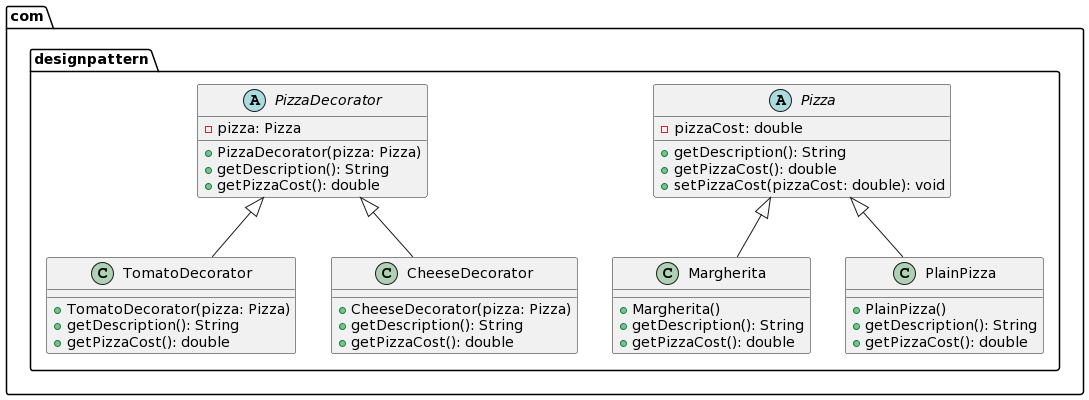 com
designpattern
A PizzaDecorator
pizza: Pizza
PizzaDecorator(pizza: Pizza)
getDescription(): String
getPizzaCost(): double
A Pizza
pizzaCost: double
getDescription(): String
getPizzaCost(): double
setPizzaCost(pizzaCost: double): void
C TomatoDecorator
TomatoDecorator(pizza: Pizza)
getDescription(): String
getPizzaCost(): double
C CheeseDecorator
CheeseDecorator(pizza: Pizza)
getDescription(): String
getPizzaCost(): double
C Margherita
Margherita()
getDescription(): String
getPizzaCost(): double
C PlainPizza
PlainPizza()
getDescription(): String
getPizzaCost(): double